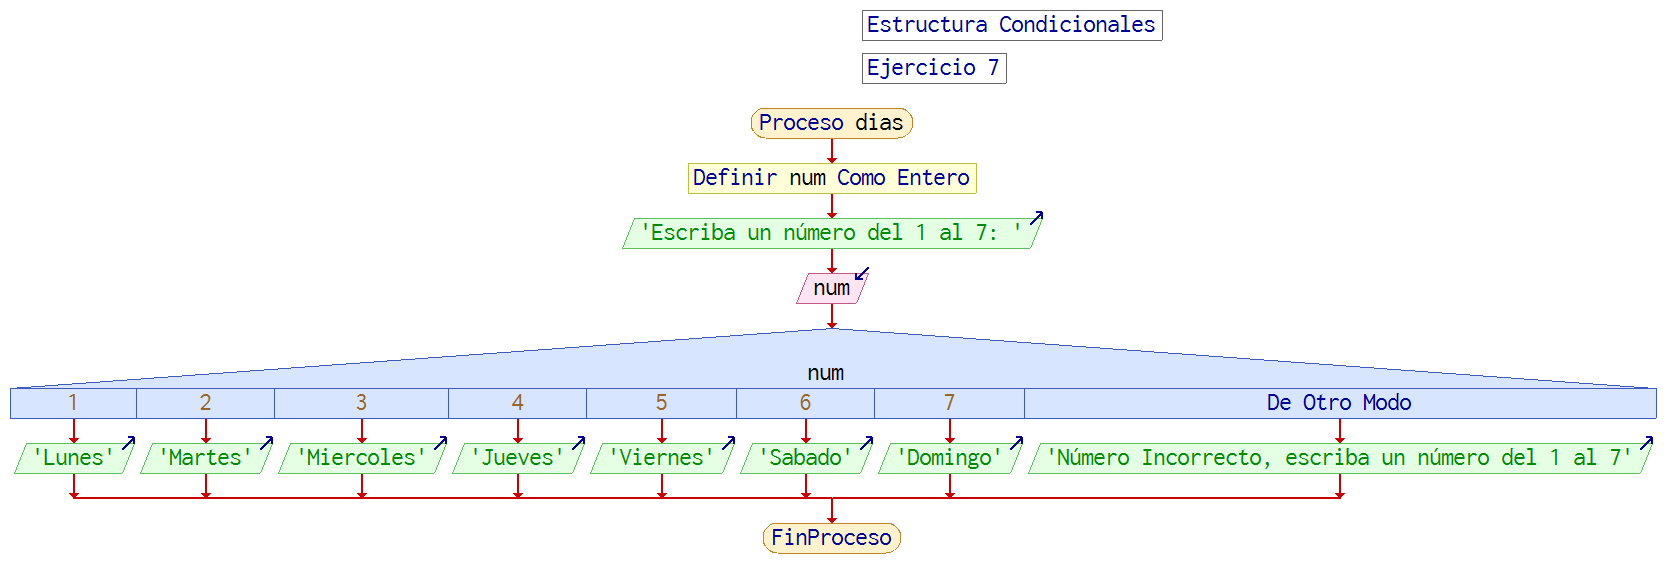 Estructura Condicionales
Ejercicio 7
Proceso dias
Definir num Como Entero
'Escriba un número del 1 al 7: '
num
num
1 2 3 4 5 6 7 De Otro Modo
'Lunes' 'Martes' 'Miercoles' 'Jueves' 'Viernes' 'Sabado' 'Domingo' 'Número Incorrecto, escriba un número del 1 al 7'
FinProceso